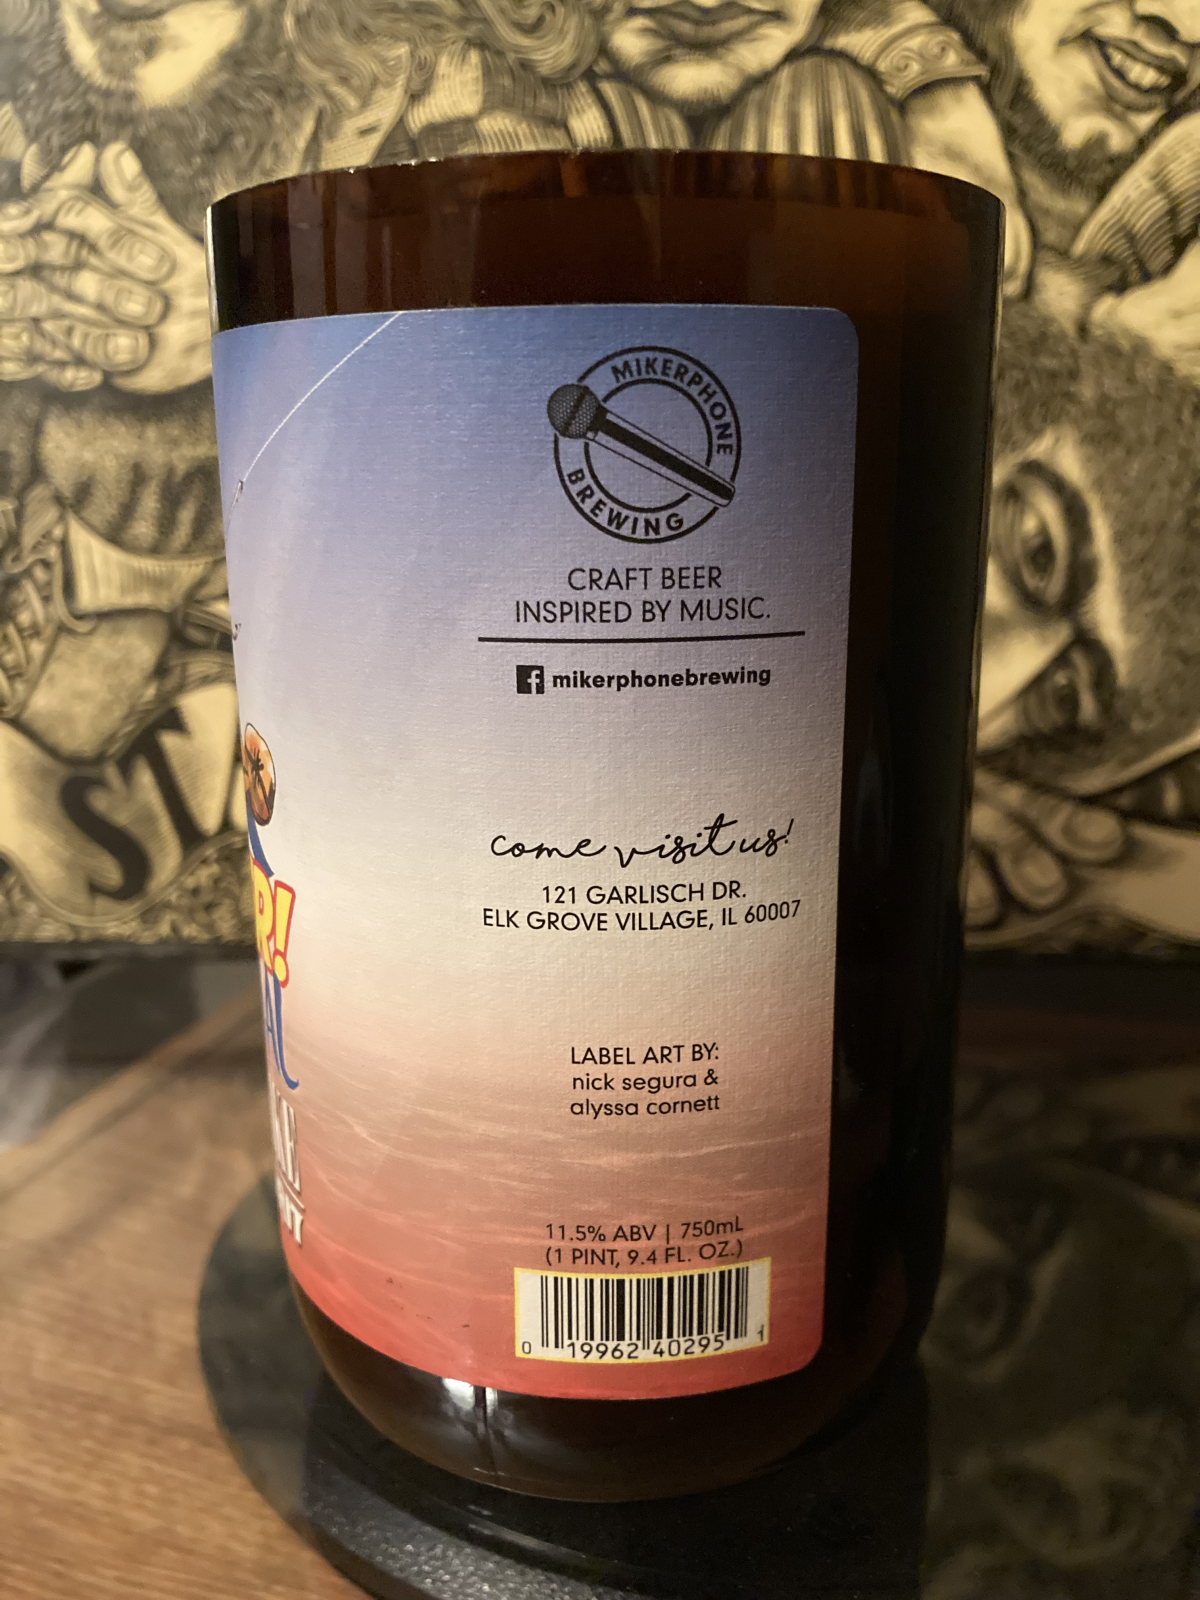 MIKERPHONE
BREWING
CRAFT BEER
INSPIRED BY MUSIC.
mikerphonebrewing
come visit us!
121 GARLISCH DR.
ELK GROVE VILLAGE, IL 60007
LABEL ART BY:
nick segura &
alyssa cornett
11.5% ABV | 750mL
(1 PINT, 9.4 FL. OZ.)
0 19962 40295 1